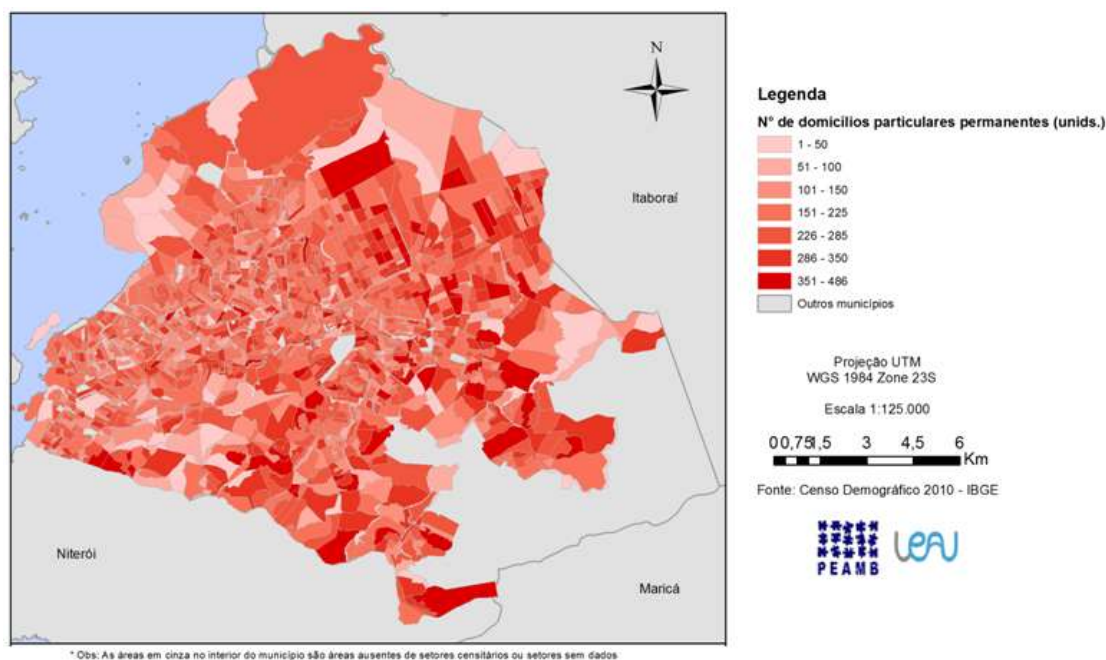 N
Itaboraí
Niterói
Maricá
* Obs: As áreas em cinza no interior do município são áreas ausentes de setores censitários ou setores sem dados
Legenda
N° de domicilios particulares permanentes (unids.)
1 - 50
51 - 100
101 - 150
151 - 225
226 - 285
286 - 350
351 - 486
Outros municípios
Projeção UTM
WGS 1984 Zone 23S
Escala 1:125.000
0 0,75 1,5 3 4,5 6
Km
Fonte: Censo Demográfico 2010 - IBGE
PEAMB